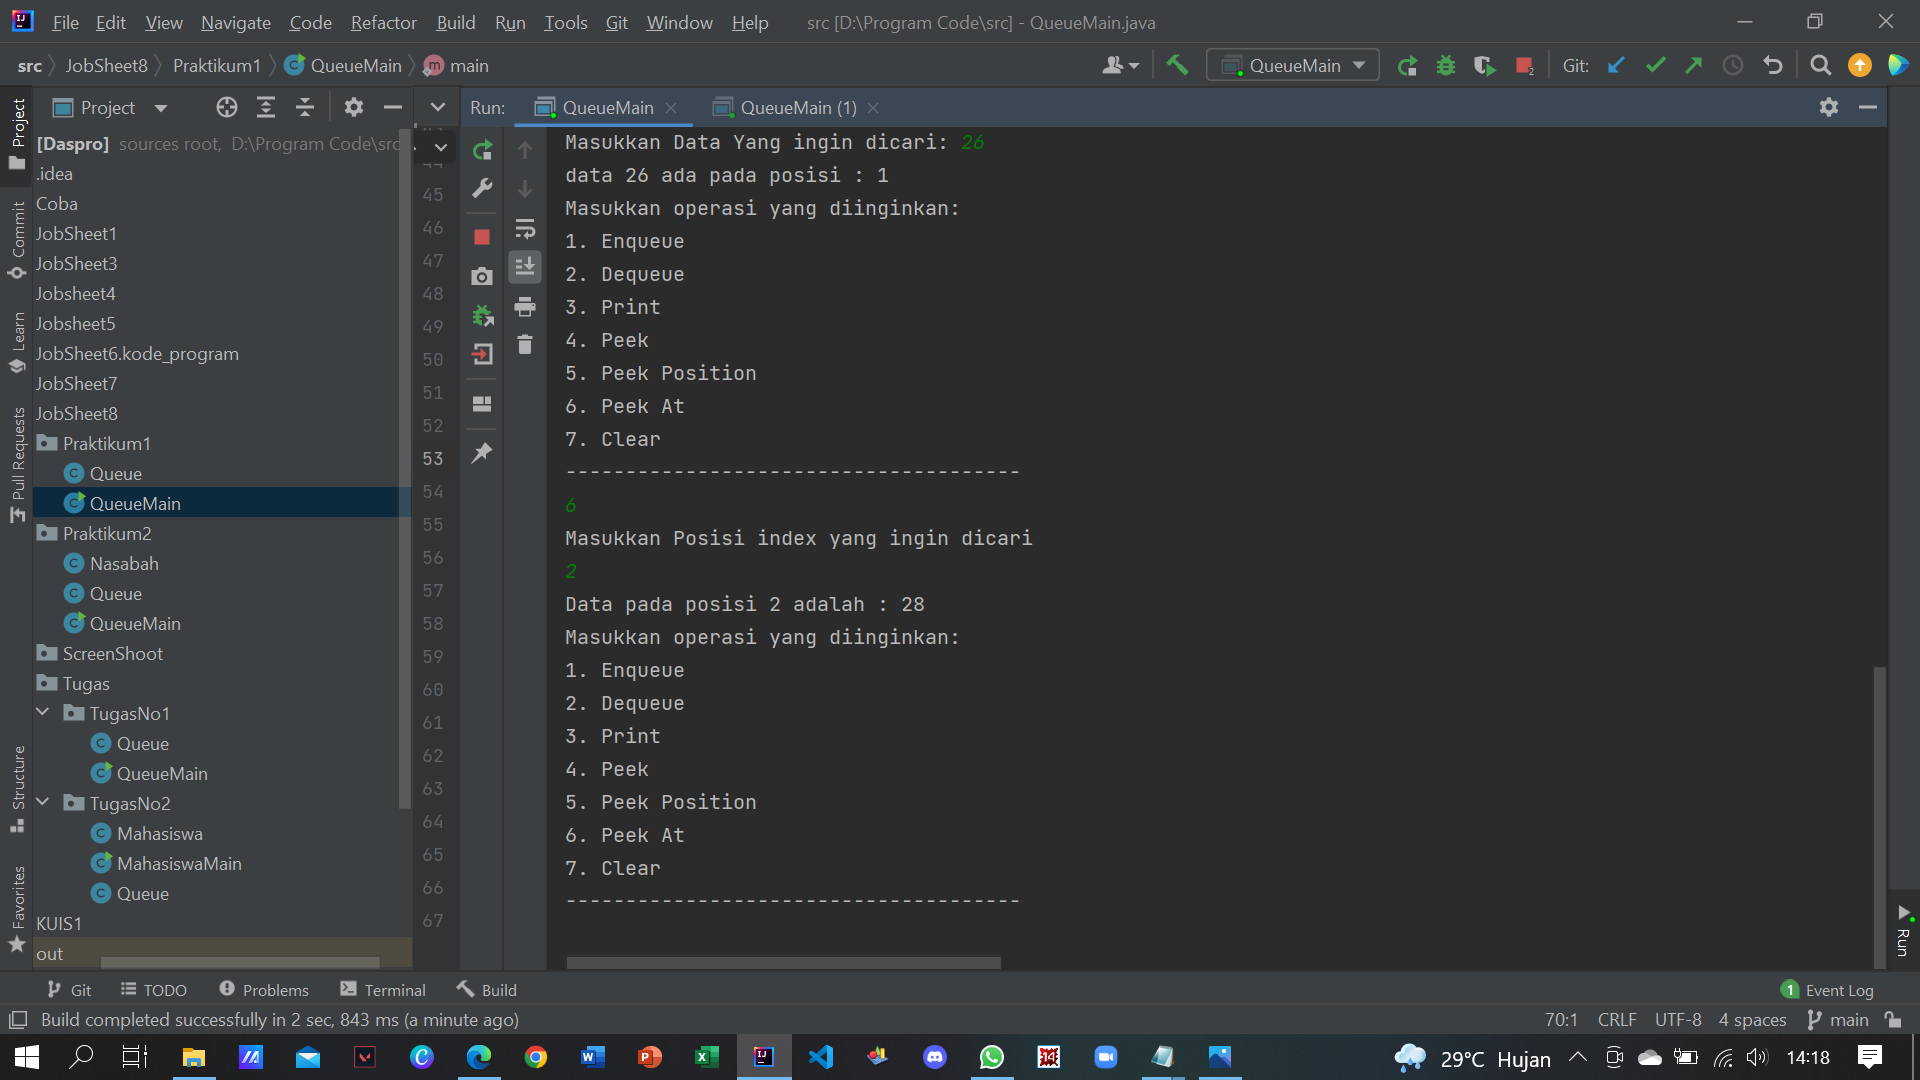 File Edit View Navigate Code Refactor Build Run Tools Git Window Help src [D:\Program Code\src] - QueueMain.java
src JobSheet8 Praktikum1 QueueMain main QueueMain Git:
Project Run: QueueMain QueueMain (1)
[Daspro] sources root, D:\Program Code\src
.idea
Coba
JobSheet1
JobSheet3
Jobsheet4
Jobsheet5
JobSheet6.kode_program
JobSheet7
JobSheet8
Praktikum1
Queue
QueueMain
Praktikum2
Nasabah
Queue
QueueMain
ScreenShoot
Tugas
TugasNo1
Queue
QueueMain
TugasNo2
Mahasiswa
MahasiswaMain
Queue
KUIS1
out
Project
Commit
Learn
Pull Requests
Structure
Favorites
45
46
47
48
49
50
51
52
53
54
55
56
57
58
59
60
61
62
63
64
65
66
67
Masukkan Data Yang ingin dicari: 26
data 26 ada pada posisi : 1
Masukkan operasi yang diinginkan:
1. Enqueue
2. Dequeue
3. Print
4. Peek
5. Peek Position
6. Peek At
7. Clear
--------------------------------------
6
Masukkan Posisi index yang ingin dicari
2
Data pada posisi 2 adalah : 28
Masukkan operasi yang diinginkan:
1. Enqueue
2. Dequeue
3. Print
4. Peek
5. Peek Position
6. Peek At
7. Clear
--------------------------------------
Run
Git TODO Problems Terminal Build 1 Event Log
Build completed successfully in 2 sec, 843 ms (a minute ago) 70:1 CRLF UTF-8 4 spaces main
29°C Hujan 14:18